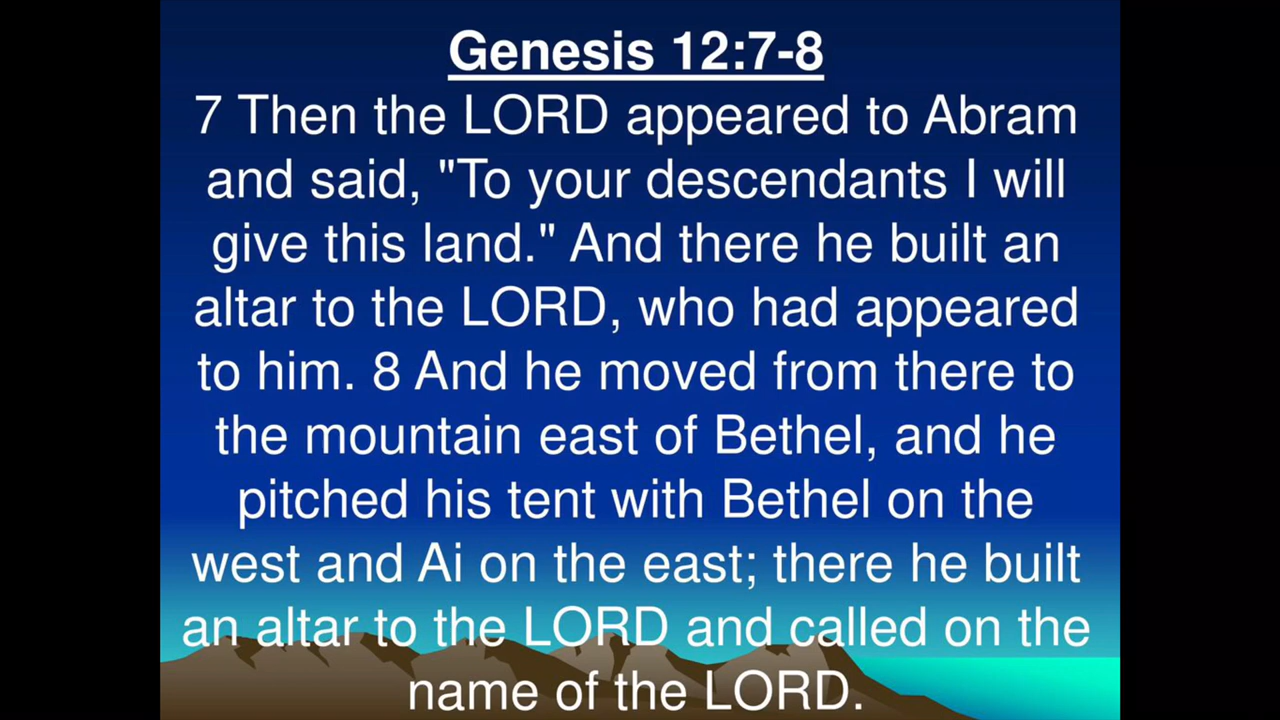 Genesis 12:7-8
7 Then the LORD appeared to Abram
and said, "To your descendants I will
give this land." And there he built an
altar to the LORD, who had appeared
to him. 8 And he moved from there to
the mountain east of Bethel, and he
pitched his tent with Bethel on the
west and Ai on the east; there he built
an altar to the LORD and called on the
name of the LORD.